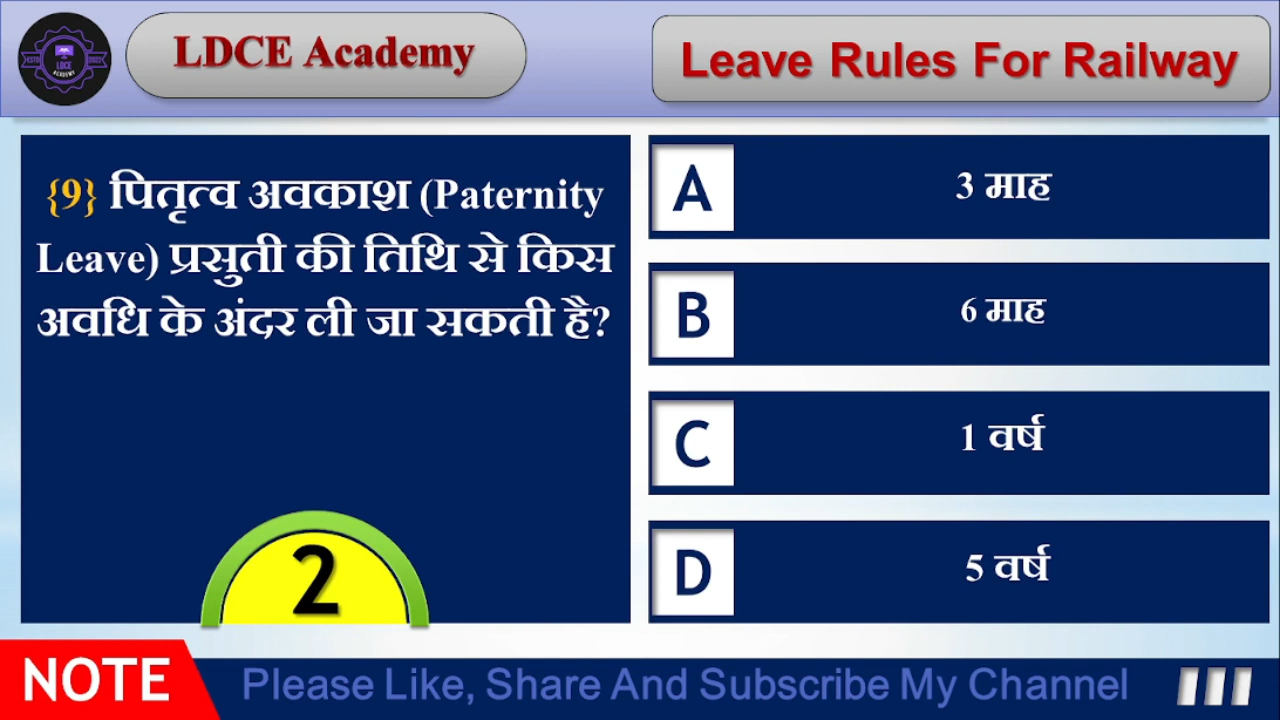 LDCE Academy
Leave Rules For Railway
{9} पितृत्व अवकाश (Paternity
Leave) प्रसुती की तिथि से किस
अवधि के अंदर ली जा सकती है?
2
A
3 माह
B
6 माह
C
1 वर्ष
D
5 वर्ष
NOTE
Please Like, Share And Subscribe My Channel